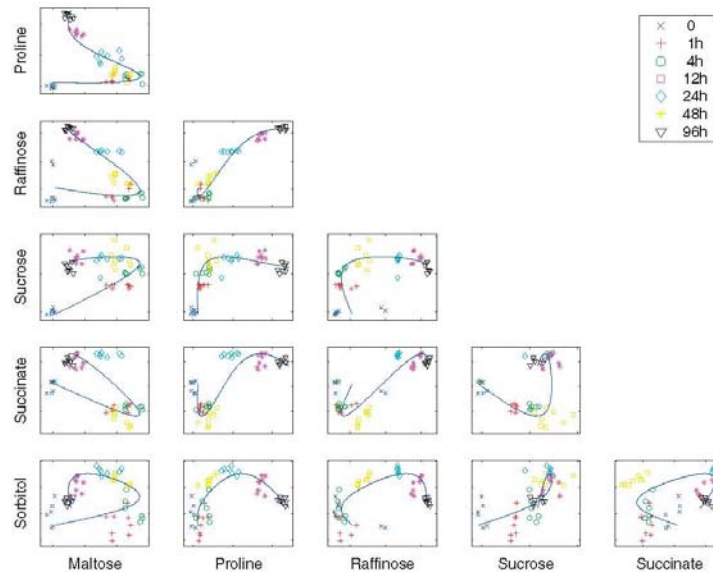 0
1h
4h
12h
24h
48h
96h
Proline
Raffinose
Sucrose
Succinate
Sorbitol
Maltose Proline Raffinose Sucrose Succinate